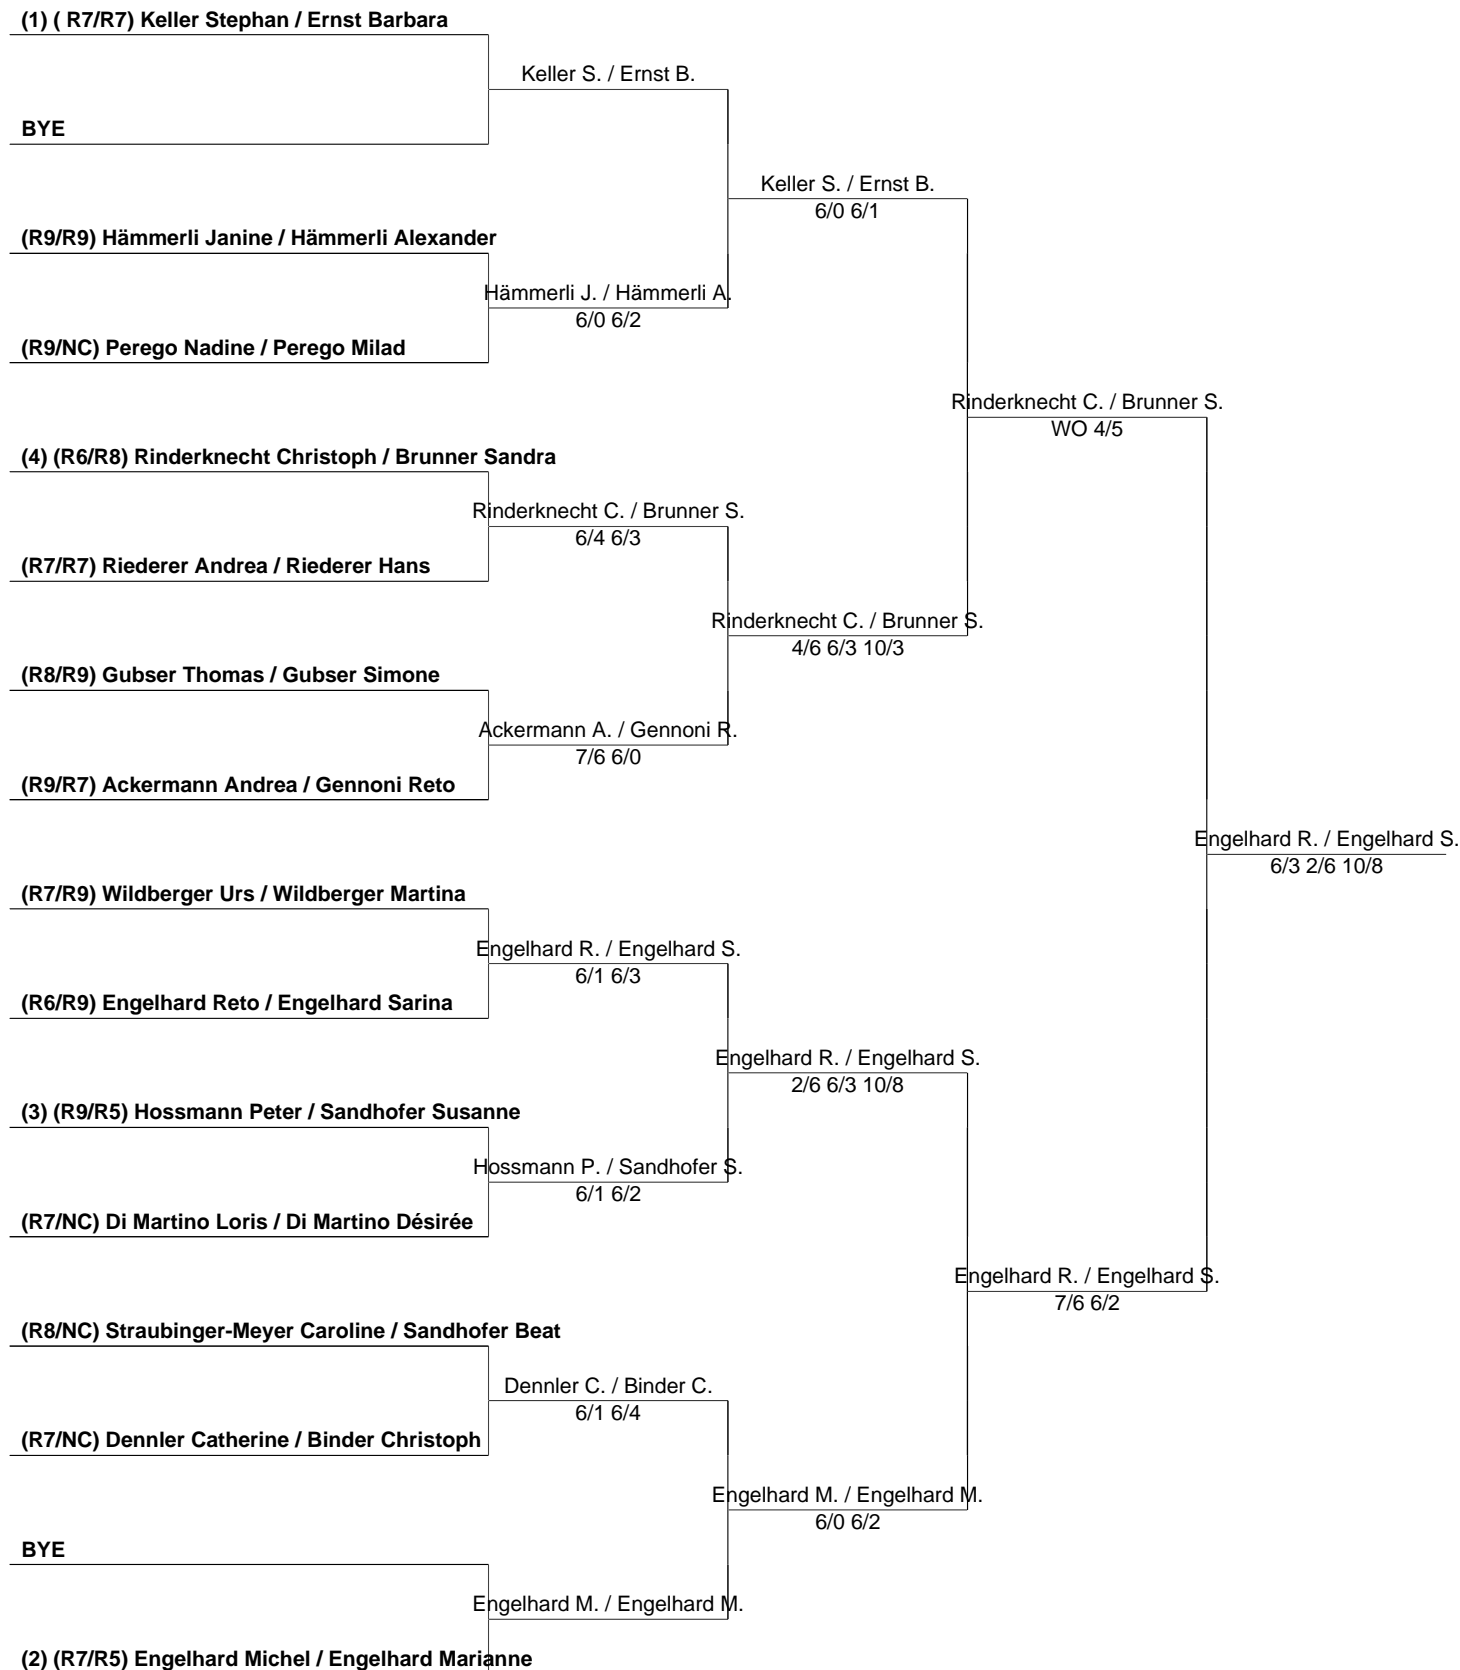 (1) ( R7/R7) Keller Stephan / Ernst Barbara
Keller S. / Ernst B.
BYE
Keller S. / Ernst B.
6/0 6/1
(R9/R9) Hämmerli Janine / Hämmerli Alexander
Hämmerli J. / Hämmerli A.
6/0 6/2
(R9/NC) Perego Nadine / Perego Milad
Rinderknecht C. / Brunner S.
WO 4/5
(4) (R6/R8) Rinderknecht Christoph / Brunner Sandra
Rinderknecht C. / Brunner S.
6/4 6/3
(R7/R7) Riederer Andrea / Riederer Hans
Rinderknecht C. / Brunner S.
4/6 6/3 10/3
(R8/R9) Gubser Thomas / Gubser Simone
Ackermann A. / Gennoni R.
7/6 6/0
(R9/R7) Ackermann Andrea / Gennoni Reto
Engelhard R. / Engelhard S.
6/3 2/6 10/8
(R7/R9) Wildberger Urs / Wildberger Martina
Engelhard R. / Engelhard S.
6/1 6/3
(R6/R9) Engelhard Reto / Engelhard Sarina
Engelhard R. / Engelhard S.
2/6 6/3 10/8
(3) (R9/R5) Hossmann Peter / Sandhofer Susanne
Hossmann P. / Sandhofer S.
6/1 6/2
(R7/NC) Di Martino Loris / Di Martino Désirée
Engelhard R. / Engelhard S.
7/6 6/2
(R8/NC) Straubinger-Meyer Caroline / Sandhofer Beat
Dennler C. / Binder C.
6/1 6/4
(R7/NC) Dennler Catherine / Binder Christoph
Engelhard M. / Engelhard M.
6/0 6/2
BYE
Engelhard M. / Engelhard M.
(2) (R7/R5) Engelhard Michel / Engelhard Marianne